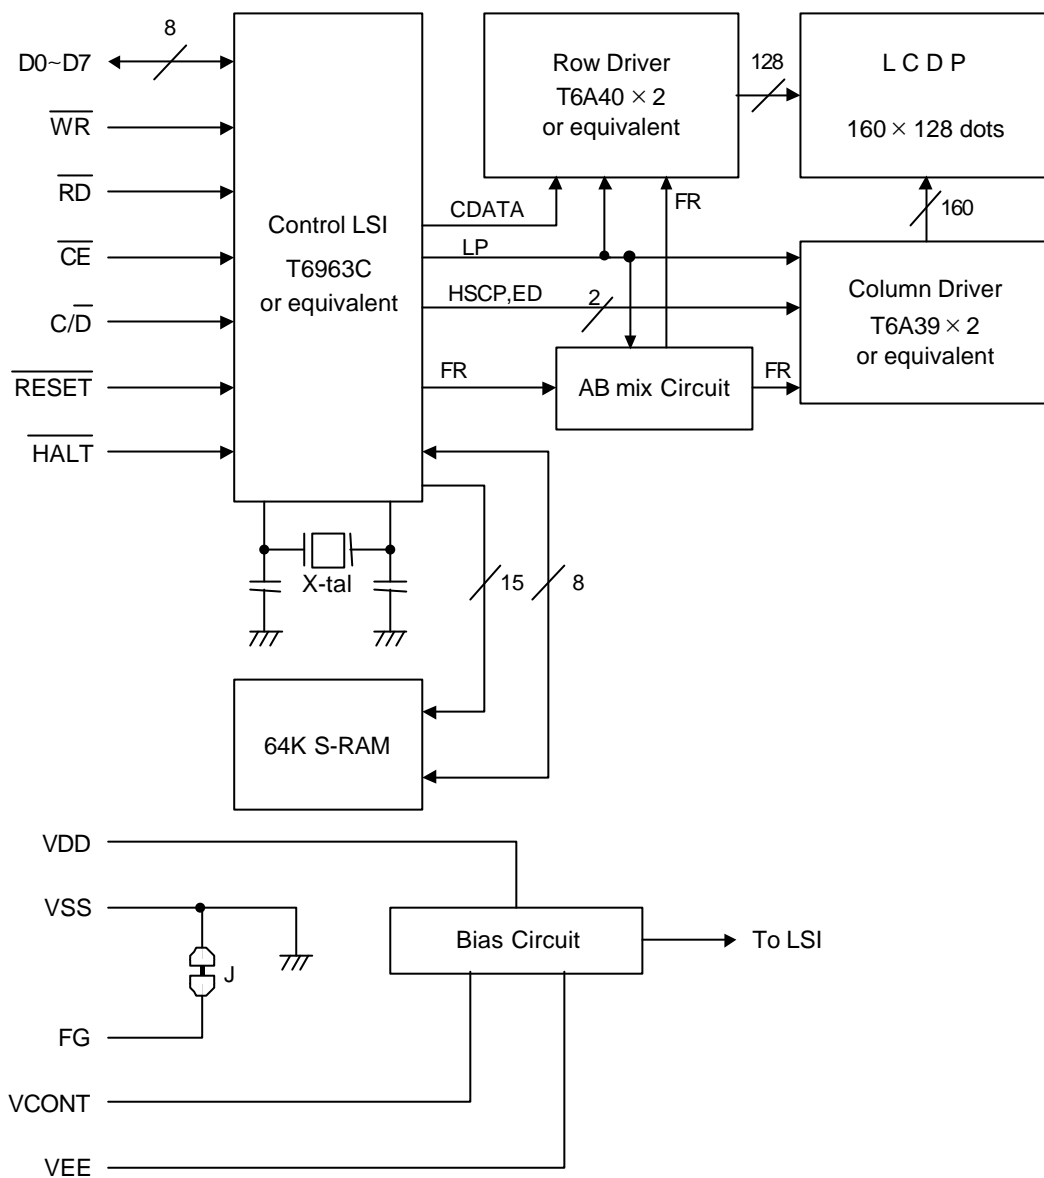 8
D0~D7
WR
RD
CE
C/D
RESET
HALT
Control LSI
T6963C
or equivalent
CDATA
LP
HSCP,ED
2
FR
Row Driver
T6A40 × 2
or equivalent
128
L C D P
160 × 128 dots
FR
160
Column Driver
T6A39 × 2
or equivalent
AB mix Circuit
FR
X-tal
15
8
64K S-RAM
VDD
VSS
J
FG
VCONT
VEE
Bias Circuit
To LSI